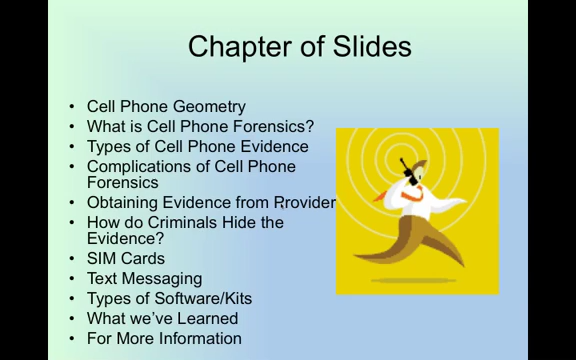 Chapter of Slides
• Cell Phone Geometry
• What is Cell Phone Forensics?
• Types of Cell Phone Evidence
• Complications of Cell Phone
Forensics
• Obtaining Evidence from Provider
• How do Criminals Hide the
Evidence?
• SIM Cards
• Text Messaging
• Types of Software/Kits
• What we've Learned
• For More Information